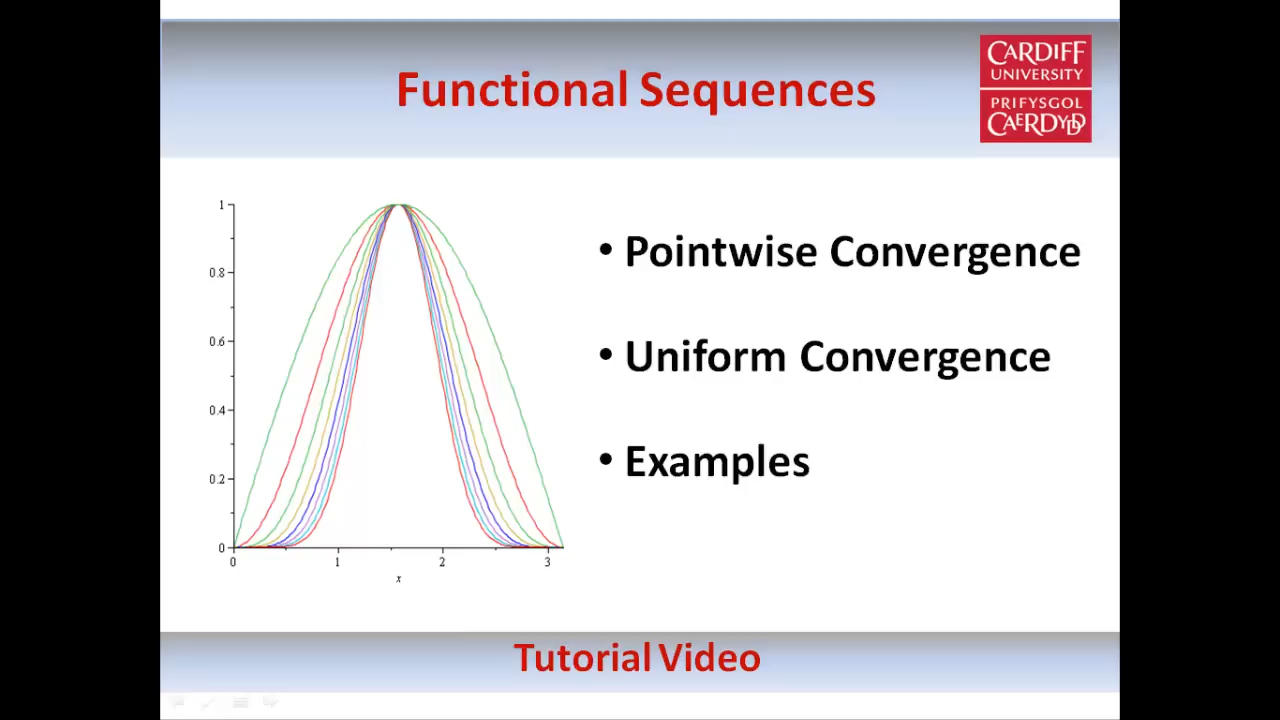 Functional Sequences
CARDIFF
UNIVERSITY
PRIFYSGOL
CAERDYDD
1
0.8
0.6
0.4
0.2
0
0 1 2 3
x
• Pointwise Convergence
• Uniform Convergence
• Examples
Tutorial Video